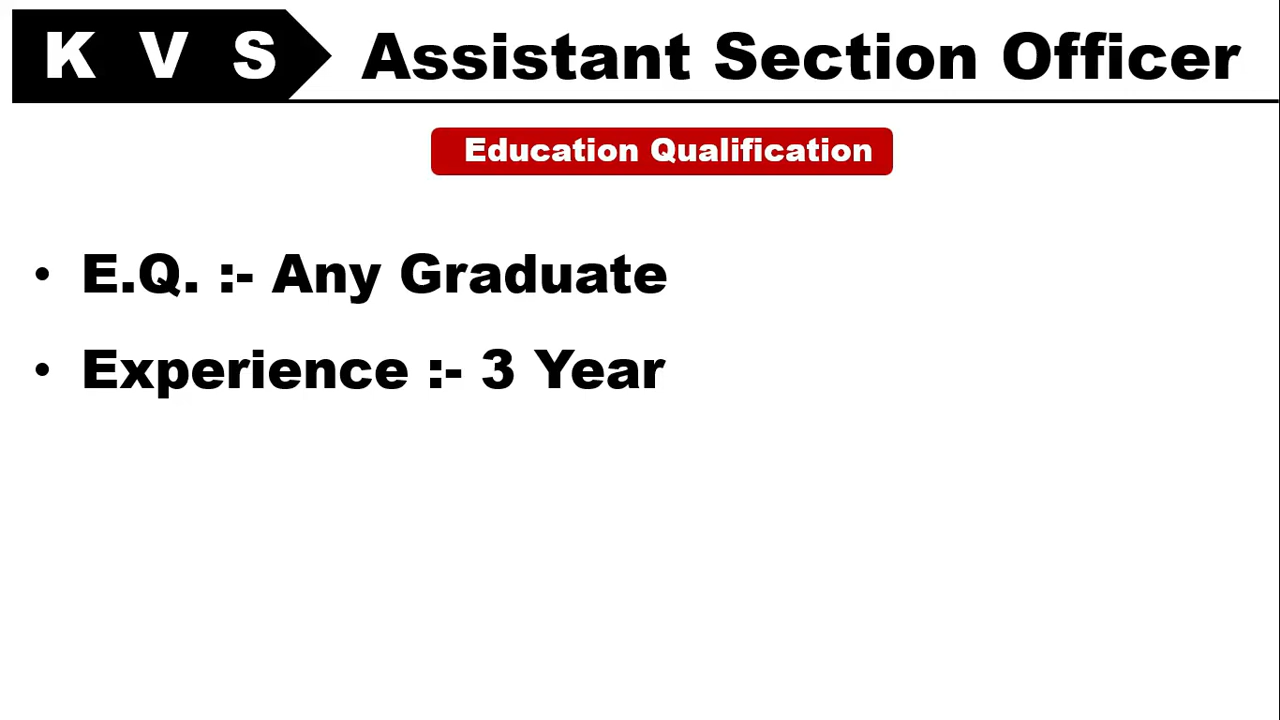 K V S Assistant Section Officer
Education Qualification
• E.Q. :- Any Graduate
• Experience :- 3 Year